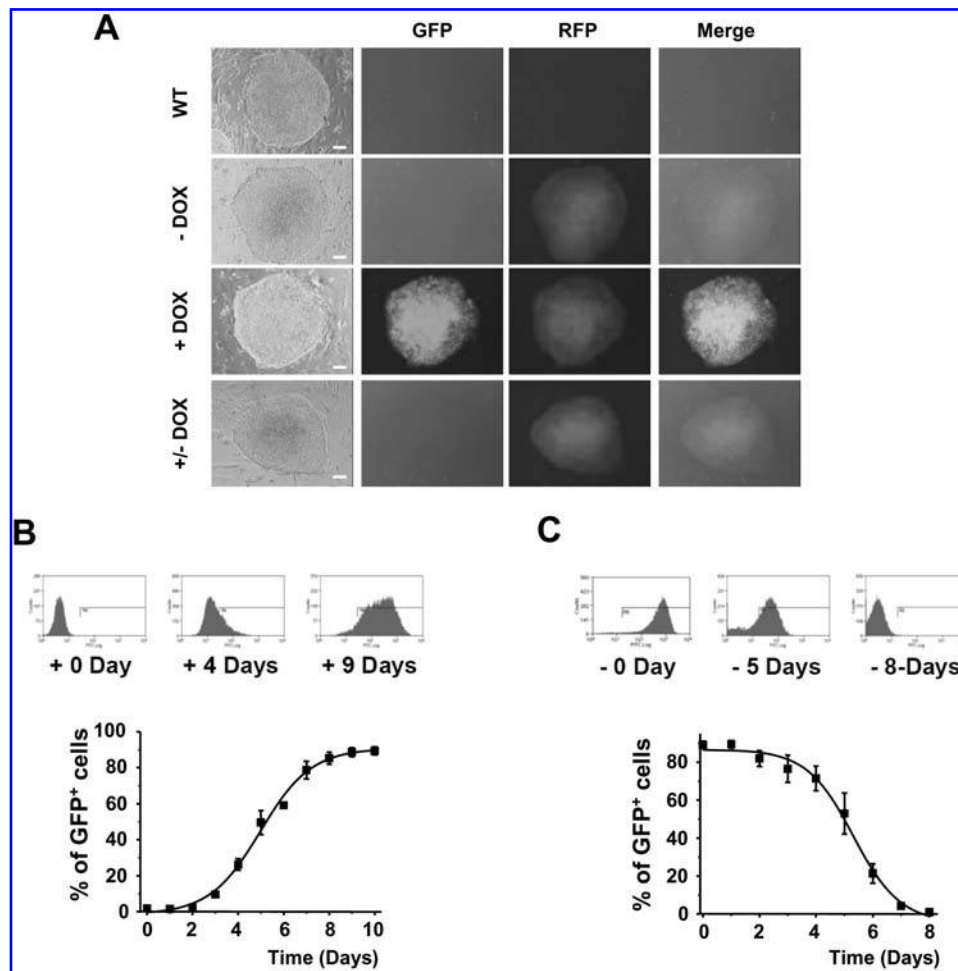 A
GFP RFP Merge
WT
- DOX
+ DOX
+/- DOX
B
C
+ 0 Day + 4 Days + 9 Days
- 0 Day - 5 Days - 8-Days
% of GFP+ cells
100
80
60
40
20
0
0 2 4 6 8 10
Time (Days)
% of GFP+ cells
80
60
40
20
0
0 2 4 6 8
Time (Days)